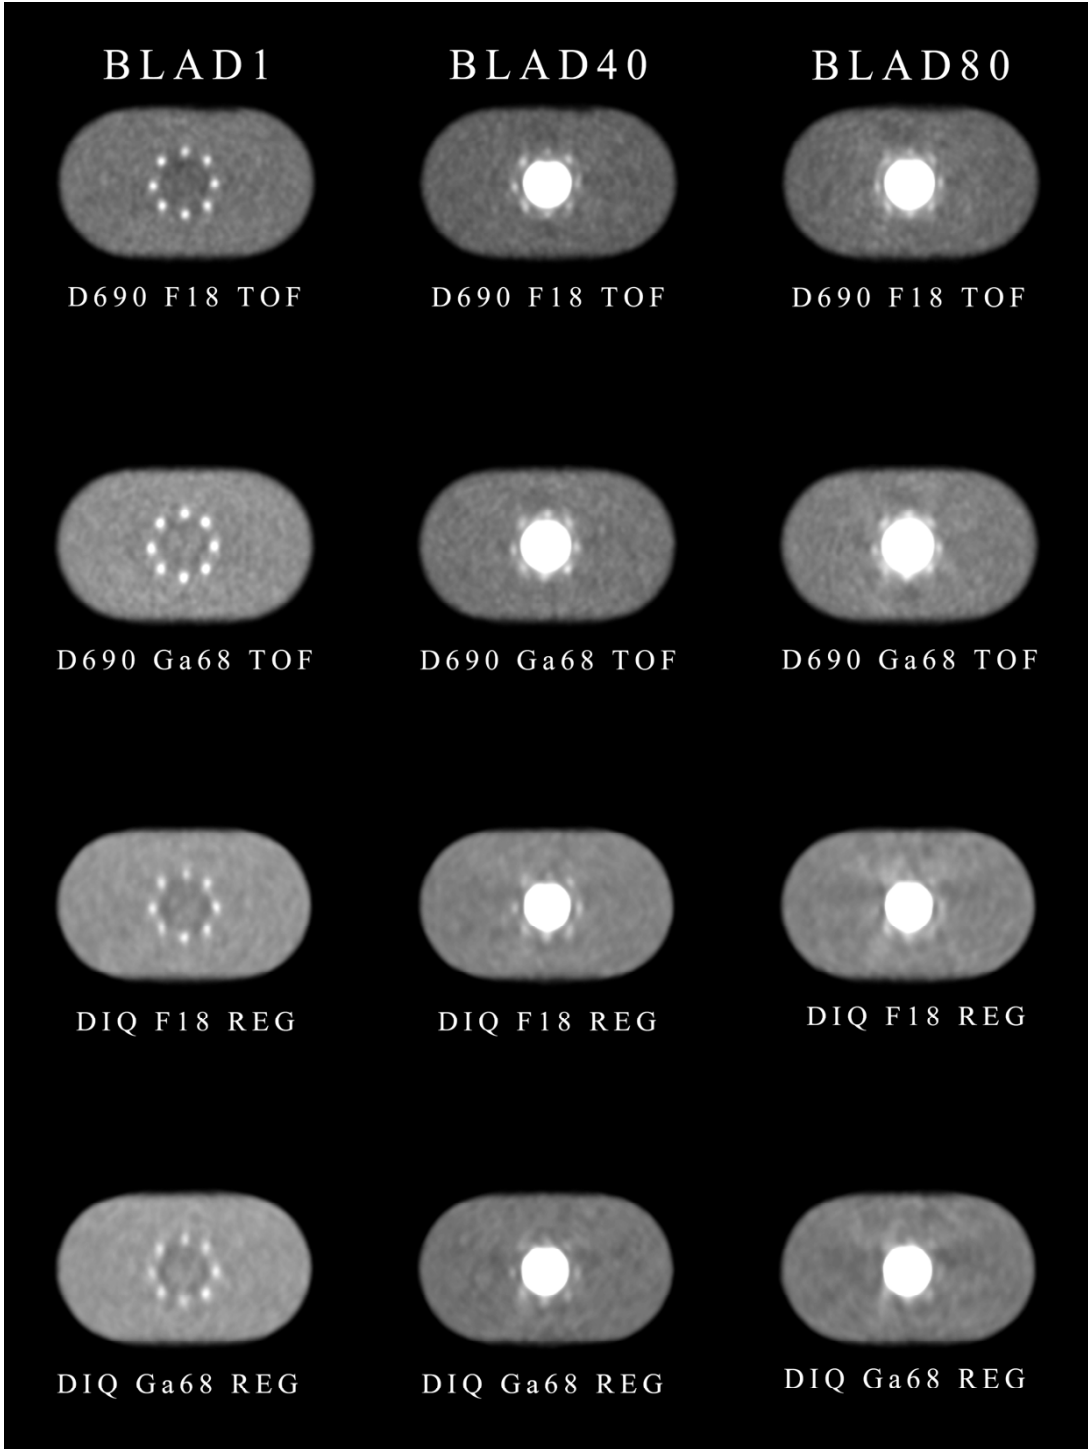 BLAD1 BLAD40 BLAD80
D690 F18 TOF D690 F18 TOF D690 F18 TOF
D690 Ga68 TOF D690 Ga68 TOF D690 Ga68 TOF
DIQ F18 REG DIQ F18 REG DIQ F18 REG
DIQ Ga68 REG DIQ Ga68 REG DIQ Ga68 REG